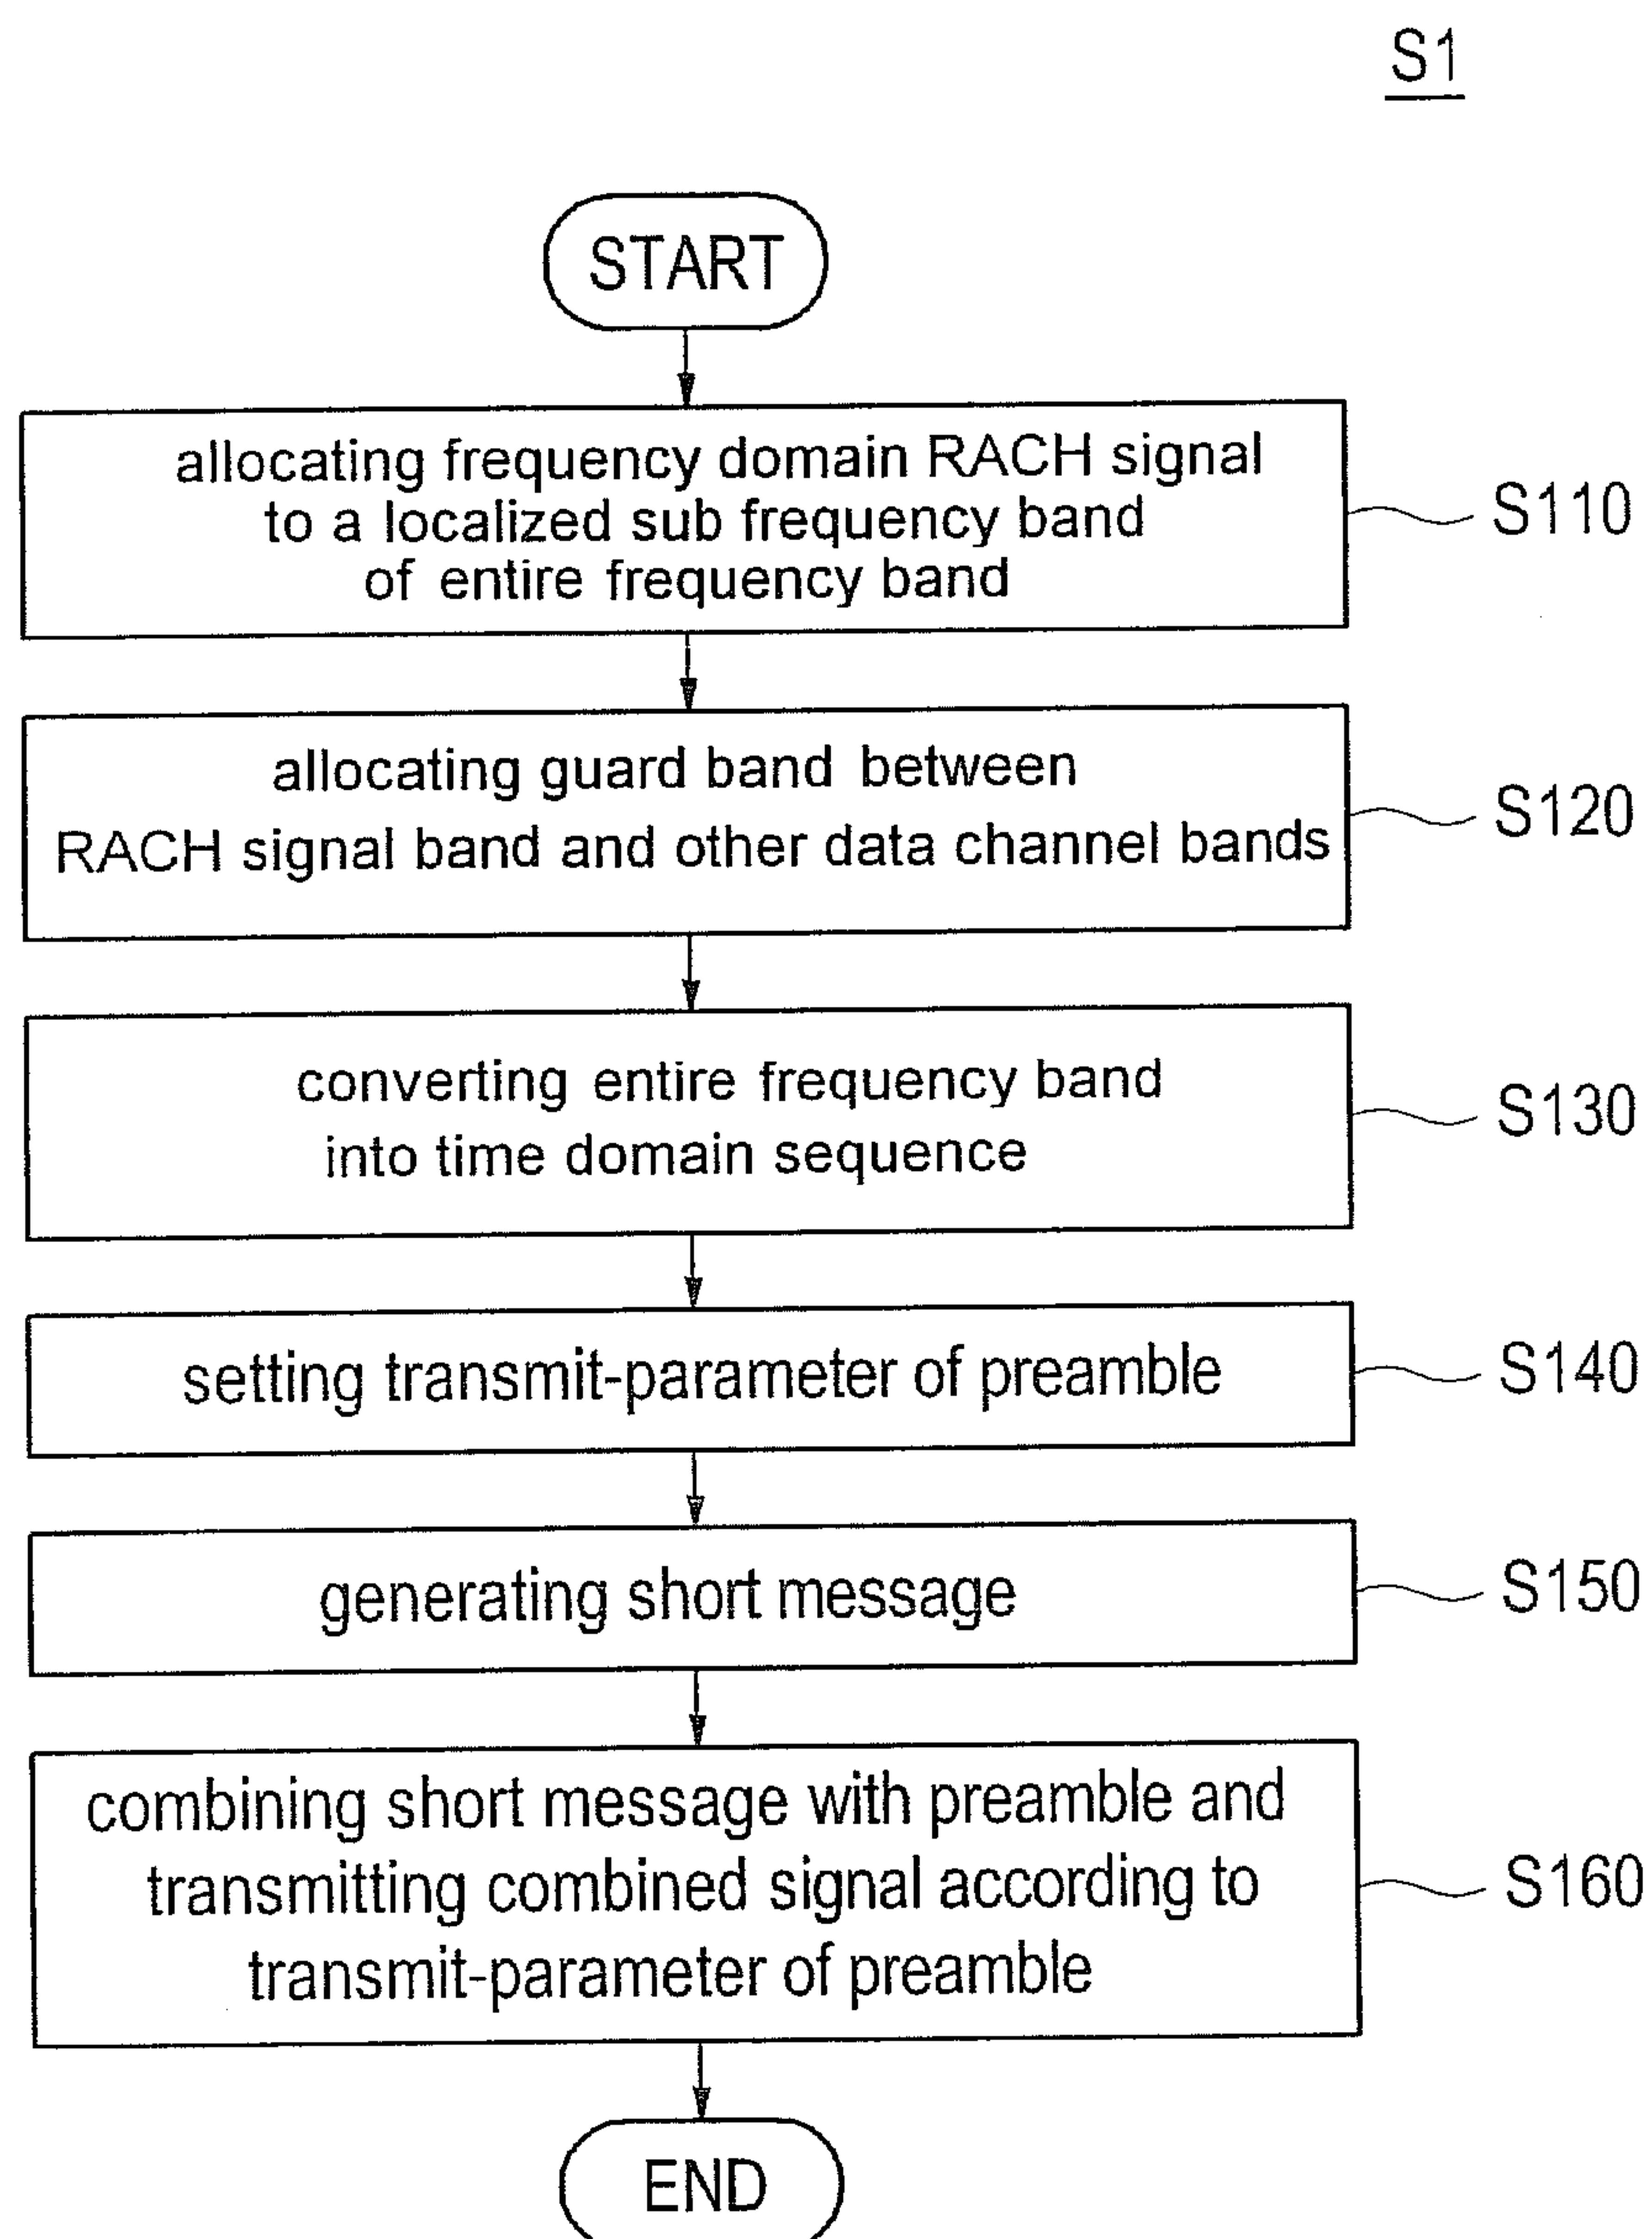 S1
START
allocating frequency domain RACH signal
to a localized sub frequency band
of entire frequency band
S110
allocating guard band between
RACH signal band and other data channel bands
S120
converting entire frequency band
into time domain sequence
S130
setting transmit-parameter of preamble
S140
generating short message
S150
combining short message with preamble and
transmitting combined signal according to
transmit-parameter of preamble
S160
END